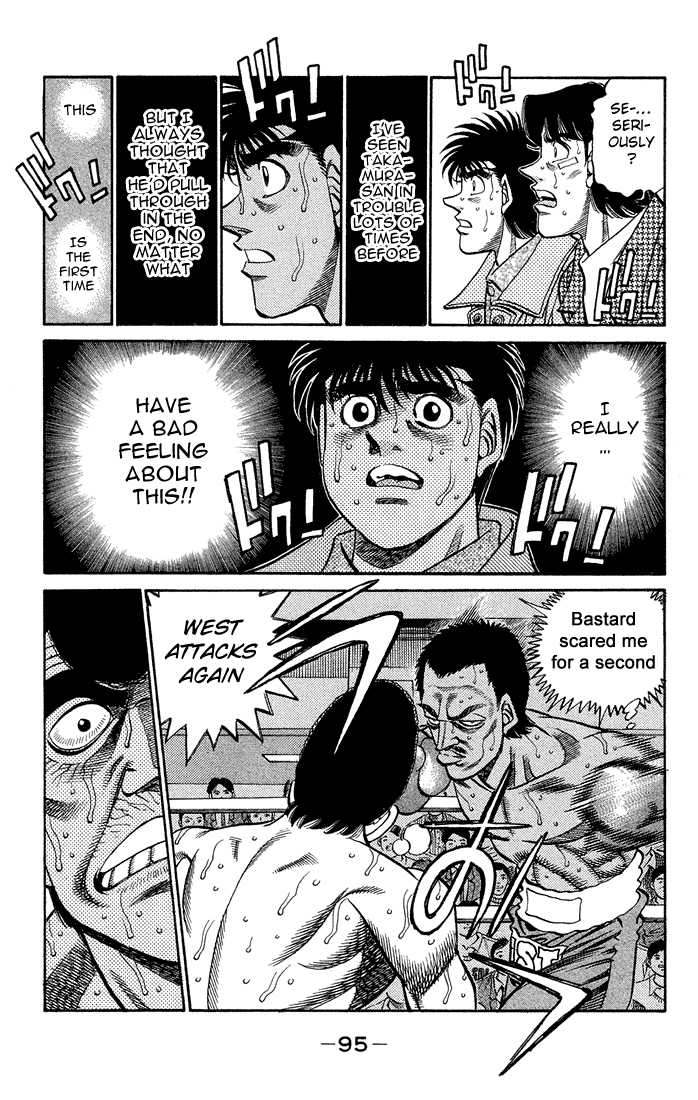 SE-...
SERI-
OUSLY
?
ドクン!
ドクン!
I'VE
SEEN
TAKA-
MURA-
SAN IN
TROUBLE
LOTS OF
TIMES
BEFORE
ドクン!
BUT I
ALWAYS
THOUGHT
THAT
HE'D PULL
THROUGH
IN THE
END, NO
MATTER
WHAT
THIS
ドクン!
IS
THE
FIRST
TIME
I
REALLY
...
ドクン!
HAVE
A BAD
FEELING
ABOUT
THIS!!
ドクン!
Bastard
scared me
for a second
WEST
ATTACKS
AGAIN
ST
-95-